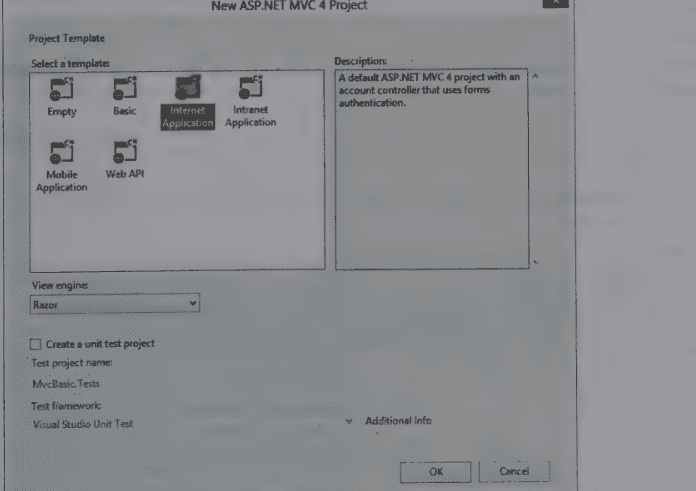 New ASP.NET MVC 4 Project
Project Template
Select a template:
Description:
Empty
Basic
Internet
Application
Intranet
Application
Mobile
Application
Web API
A default ASP.NET MVC 4 project with an
account controller that uses forms
authentication.
View engine:
Razor
Create a unit test project
Test project name:
MvcBasic.Tests
Test framework:
Visual Studio Unit Test
Additional Info
OK
Cancel